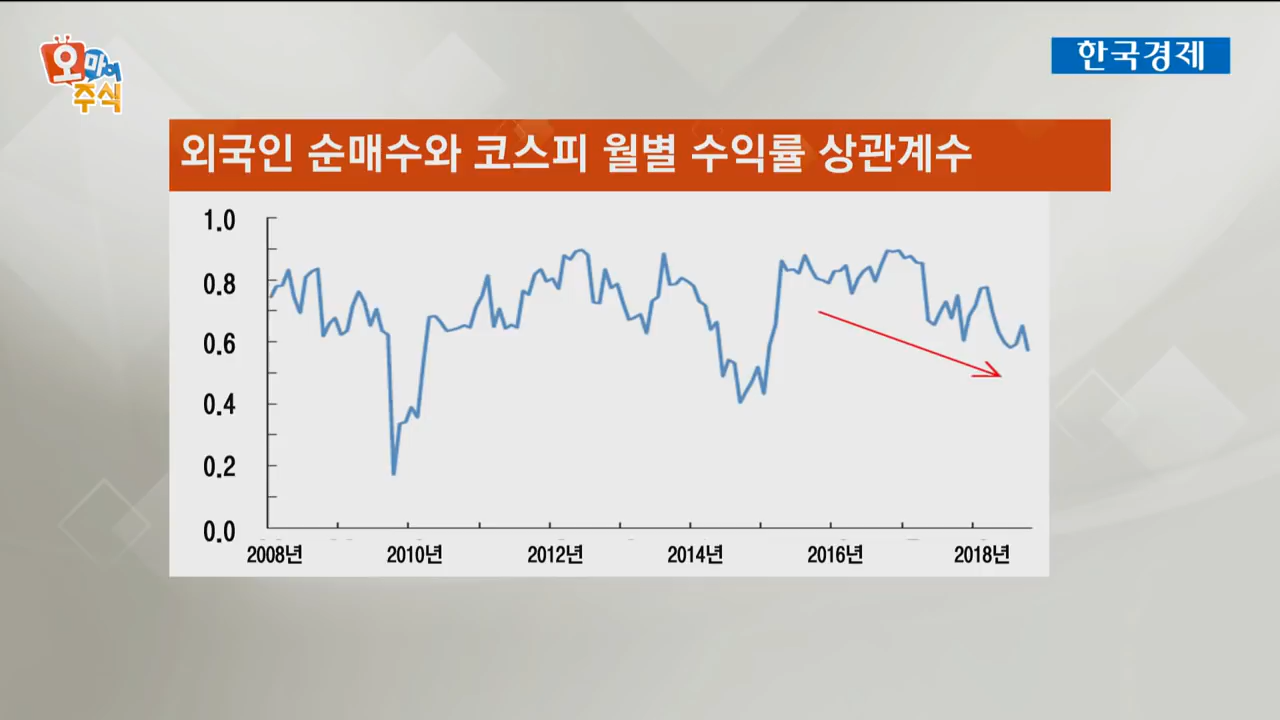 오마이
주식
한국경제
외국인 순매수와 코스피 월별 수익률 상관계수
1.0
0.8
0.6
0.4
0.2
0.0
2008년 2010년 2012년 2014년 2016년 2018년